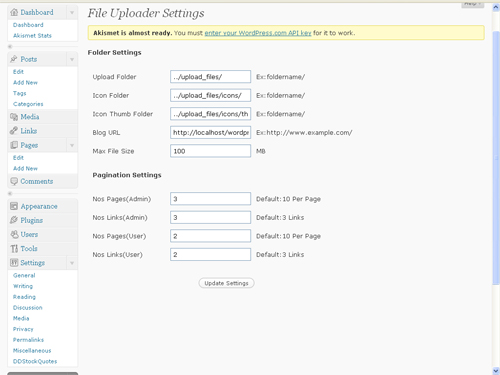 Help
File Uploader Settings
Akismet is almost ready. You must enter your WordPress.com API key for it to work.
Folder Settings
Upload Folder ../upload_files/ Ex:foldername/
Icon Folder ../upload_files/icons/ Ex:foldername/
Icon Thumb Folder ../upload_files/icons/th Ex:foldername/
Blog URL http://localhost/wordpr Ex:http://www.example.com/
Max File Size 100 MB
Pagination Settings
Nos Pages(Admin) 3 Default:10 Per Page
Nos Links(Admin) 3 Default:3 Links
Nos Pages(User) 2 Default:10 Per Page
Nos Links(User) 2 Default:3 Links
Update Settings
Dashboard
Dashboard
Akismet Stats
Posts
Edit
Add New
Tags
Categories
Media
Links
Pages
Edit
Add New
Comments
Appearance
Plugins
Users
Tools
Settings
General
Writing
Reading
Discussion
Media
Privacy
Permalinks
Miscellaneous
DDStockQuotes